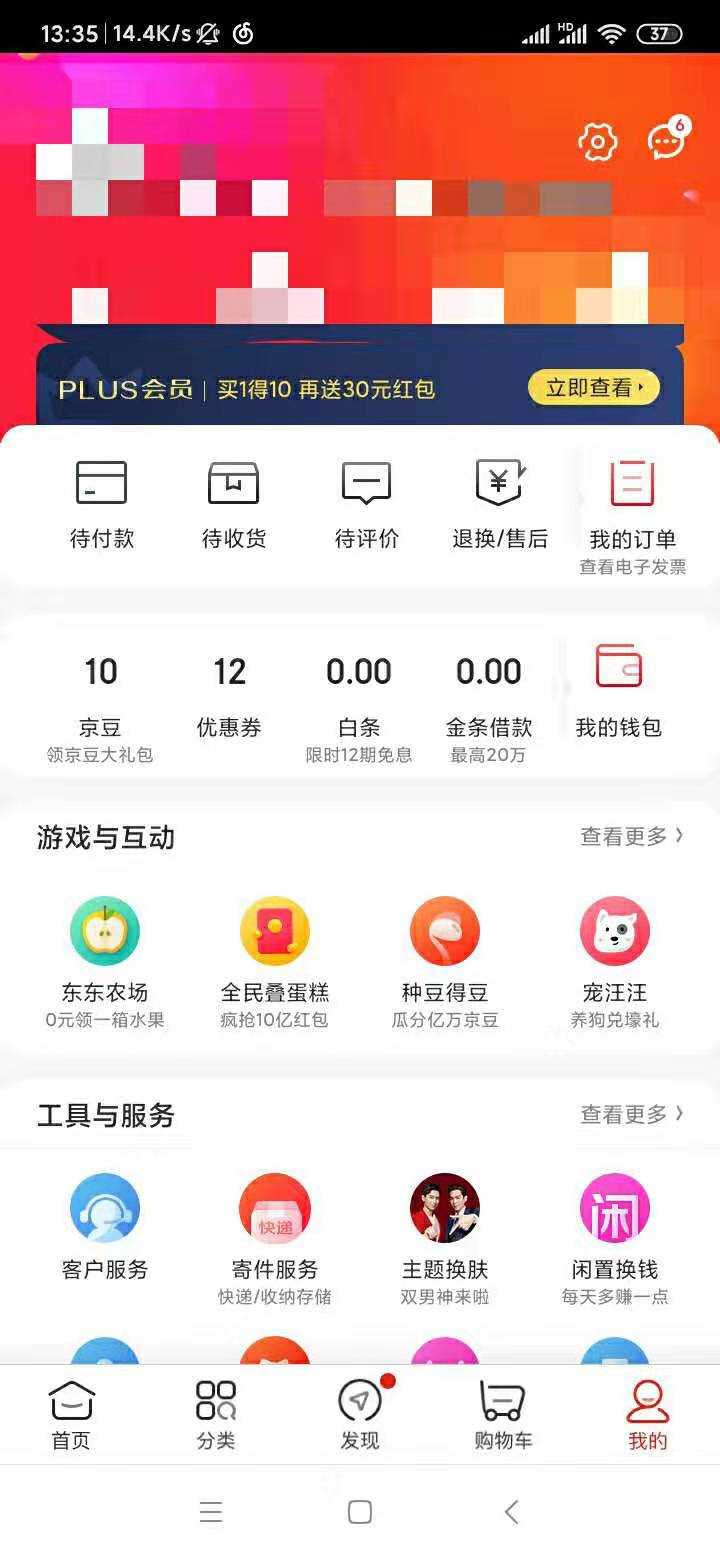 13:35 14.4K/s HD 37
6
PLUS会员 买1得10 再送30元红包 立即查看
待付款 待收货 待评价 退换/售后 我的订单
查看电子发票
10 12 0.00 0.00
京豆 优惠券 白条 金条借款 我的钱包
领京豆大礼包 限时12期免息 最高20万
游戏与互动 查看更多
东东农场 全民叠蛋糕 种豆得豆 宠汪汪
0元领一箱水果 疯抢10亿红包 瓜分亿万京豆 养狗兑壕礼
工具与服务 查看更多
快递 闲
客户服务 寄件服务 主题换肤 闲置换钱
快递/收纳存储 双男神来啦 每天多赚一点
首页 分类 发现 购物车 我的